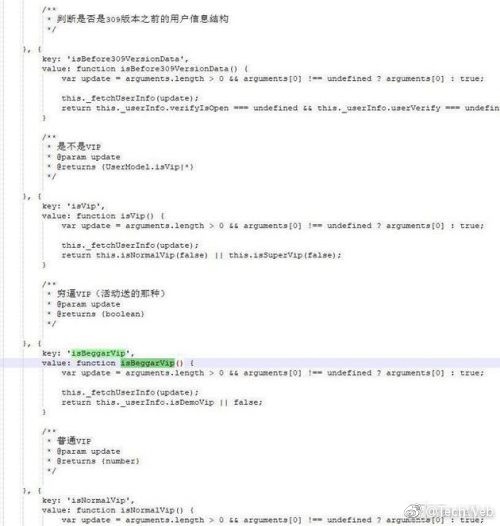 /**
* 判断是否是309版本之前的用户信息结构
*/
}, {
key: 'isBefore309VersionData',
value: function isBefore309VersionData() {
var update = arguments.length > 0 && arguments[0] !== undefined ? arguments[0] : true;
this._fetchUserInfo(update);
return this._userInfo.verifyIsOpen === undefined && this._userInfo.userVerify === undefin
}
/**
* 是不是VIP
* @param update
* @returns {UserModel.isVip|*}
*/
}, {
key: 'isVip',
value: function isVip() {
var update = arguments.length > 0 && arguments[0] !== undefined ? arguments[0] : true;
this._fetchUserInfo(update);
return this.isNormalVip(false) || this.isSuperVip(false);
}
/**
* 穷逼VIP（活动送的那种）
* @param update
* @returns {boolean}
*/
}, {
key: 'isBeggarVip',
value: function isBeggarVip() {
var update = arguments.length > 0 && arguments[0] !== undefined ? arguments[0] : true;
this._fetchUserInfo(update);
return this._userInfo.isDemoVip || false;
}
/**
* 普通VIP
* @param update
* @returns {number}
*/
}, {
key: 'isNormalVip',
value: function isNormalVip() {
var update = arguments.length > 0 && arguments[0] !== undefined ? arguments[0] :